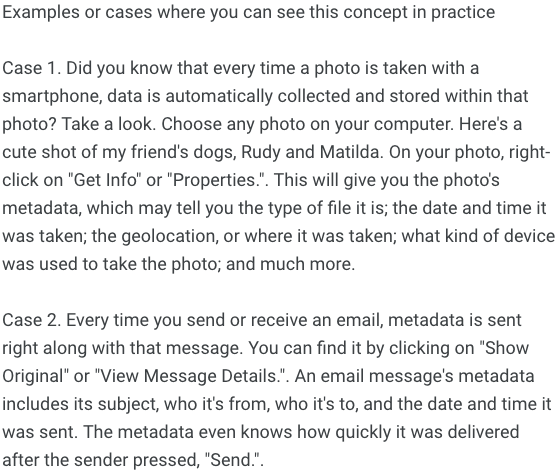 Examples or cases where you can see this concept in practice
Case 1. Did you know that every time a photo is taken with a
smartphone, data is automatically collected and stored within that
photo? Take a look. Choose any photo on your computer. Here's a
cute shot of my friend's dogs, Rudy and Matilda. On your photo, right-
click on "Get Info" or "Properties.". This will give you the photo's
metadata, which may tell you the type of file it is; the date and time it
was taken; the geolocation, or where it was taken; what kind of device
was used to take the photo; and much more.
Case 2. Every time you send or receive an email, metadata is sent
right along with that message. You can find it by clicking on "Show
Original" or "View Message Details.". An email message's metadata
includes its subject, who it's from, who it's to, and the date and time it
was sent. The metadata even knows how quickly it was delivered
after the sender pressed, "Send.".